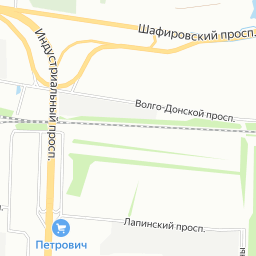 Шафировский просп.
Индустриальный просп.
Волго-Донской просп.
Лапинский просп.
Петрович